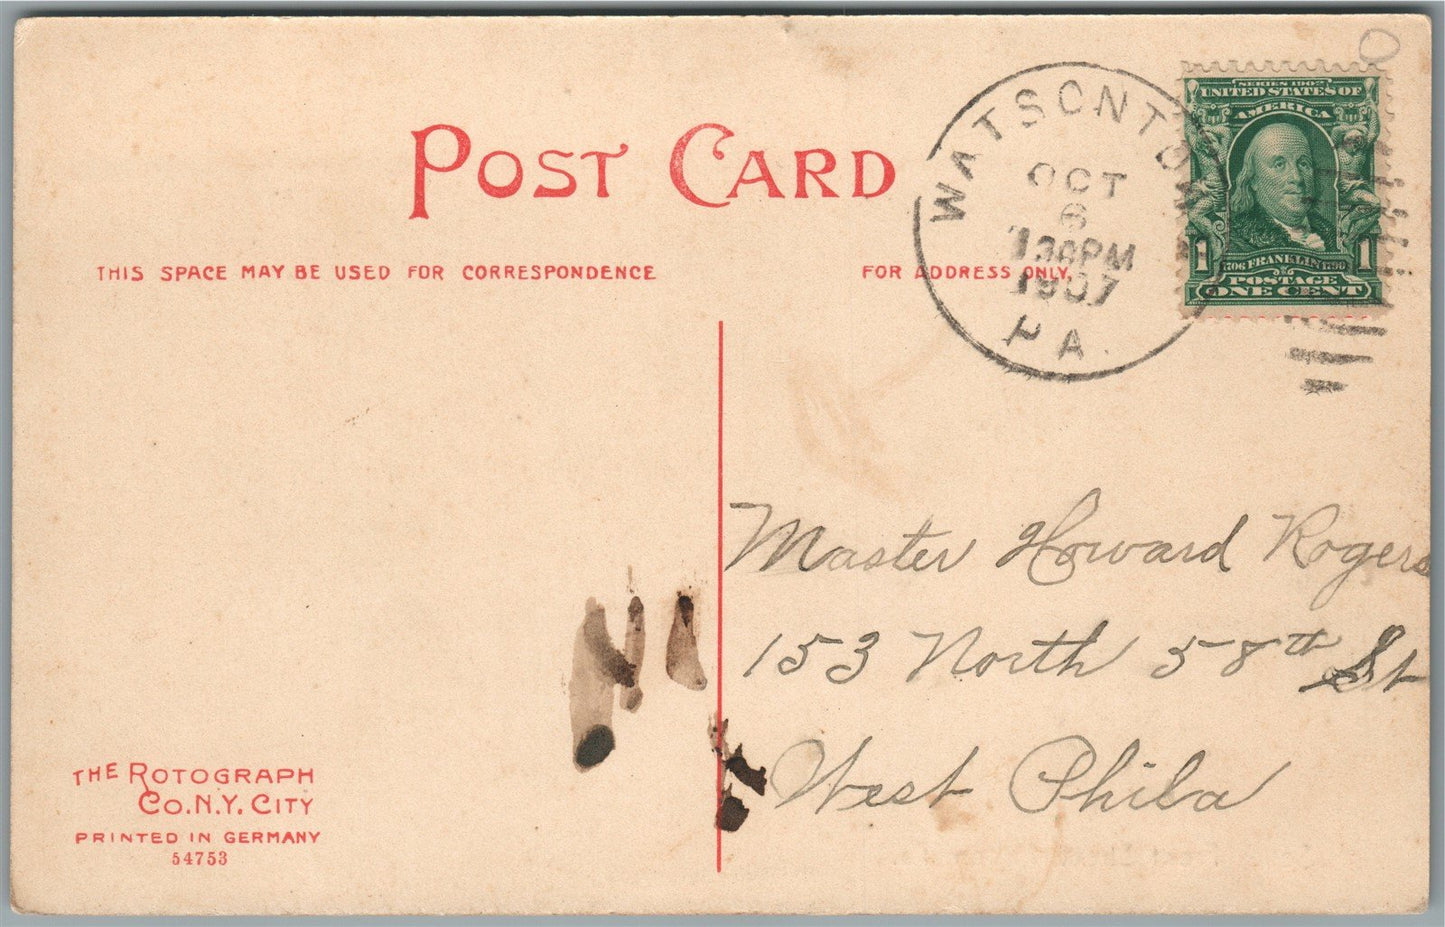 POST CARD
THIS SPACE MAY BE USED FOR CORRESPONDENCE
FOR ADDRESS ONLY.
WATSONTOWN
OCT
6
1907
PA.
SERIES 1902
UNITED STATES OF
AMERICA
1 1
1706 FRANKLIN 1790
POSTAGE
ONE CENT
Master Howard Rogers
153 North 58th St
West Phila
THE ROTOGRAPH
CO. N.Y. CITY
PRINTED IN GERMANY
54753